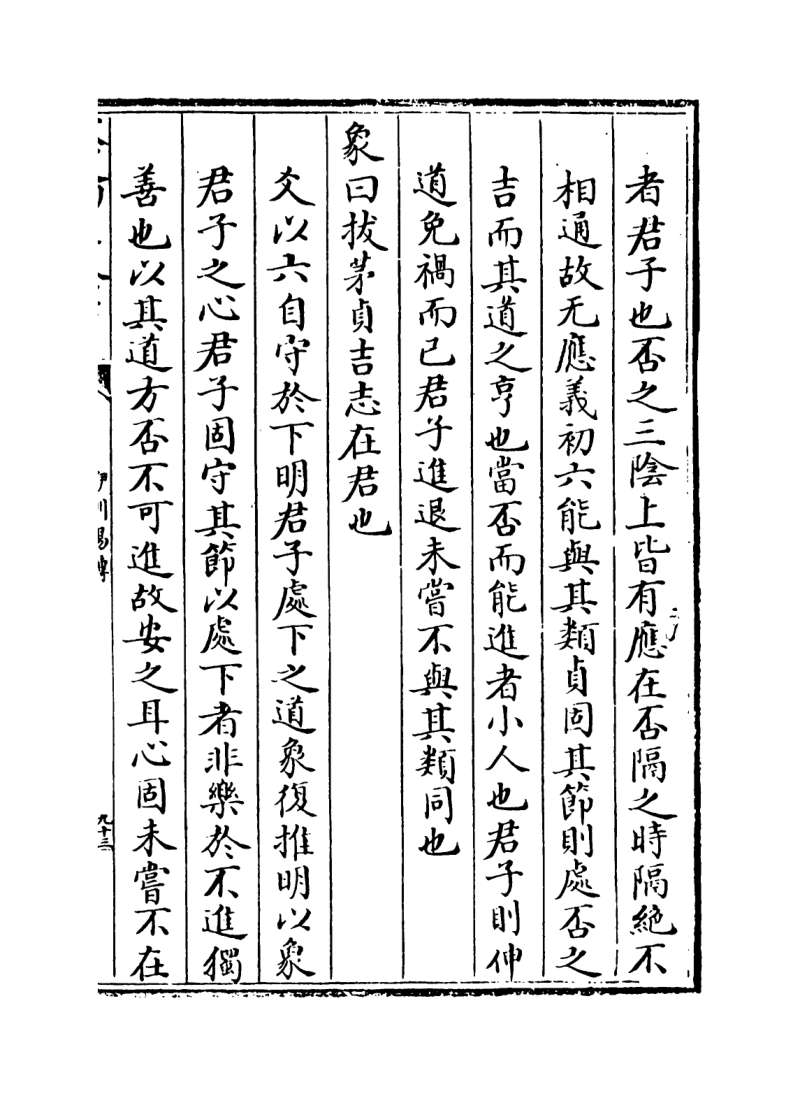 者君子也否之三陰上皆有應在否隔之時隔絶不
相通故无應義初六能與其類貞固其節則處否之
吉而其道之亨也當否而能進者小人也君子則伸
道免禍而已君子進退未嘗不與其類同也
象曰拔茅貞吉志在君也
爻以六自守於下明君子處下之道象復推明以象
君子之心君子固守其節以處下者非樂於不進獨
善也以其道方否不可進故安之耳心固未嘗不在
伊川易傳
九十三